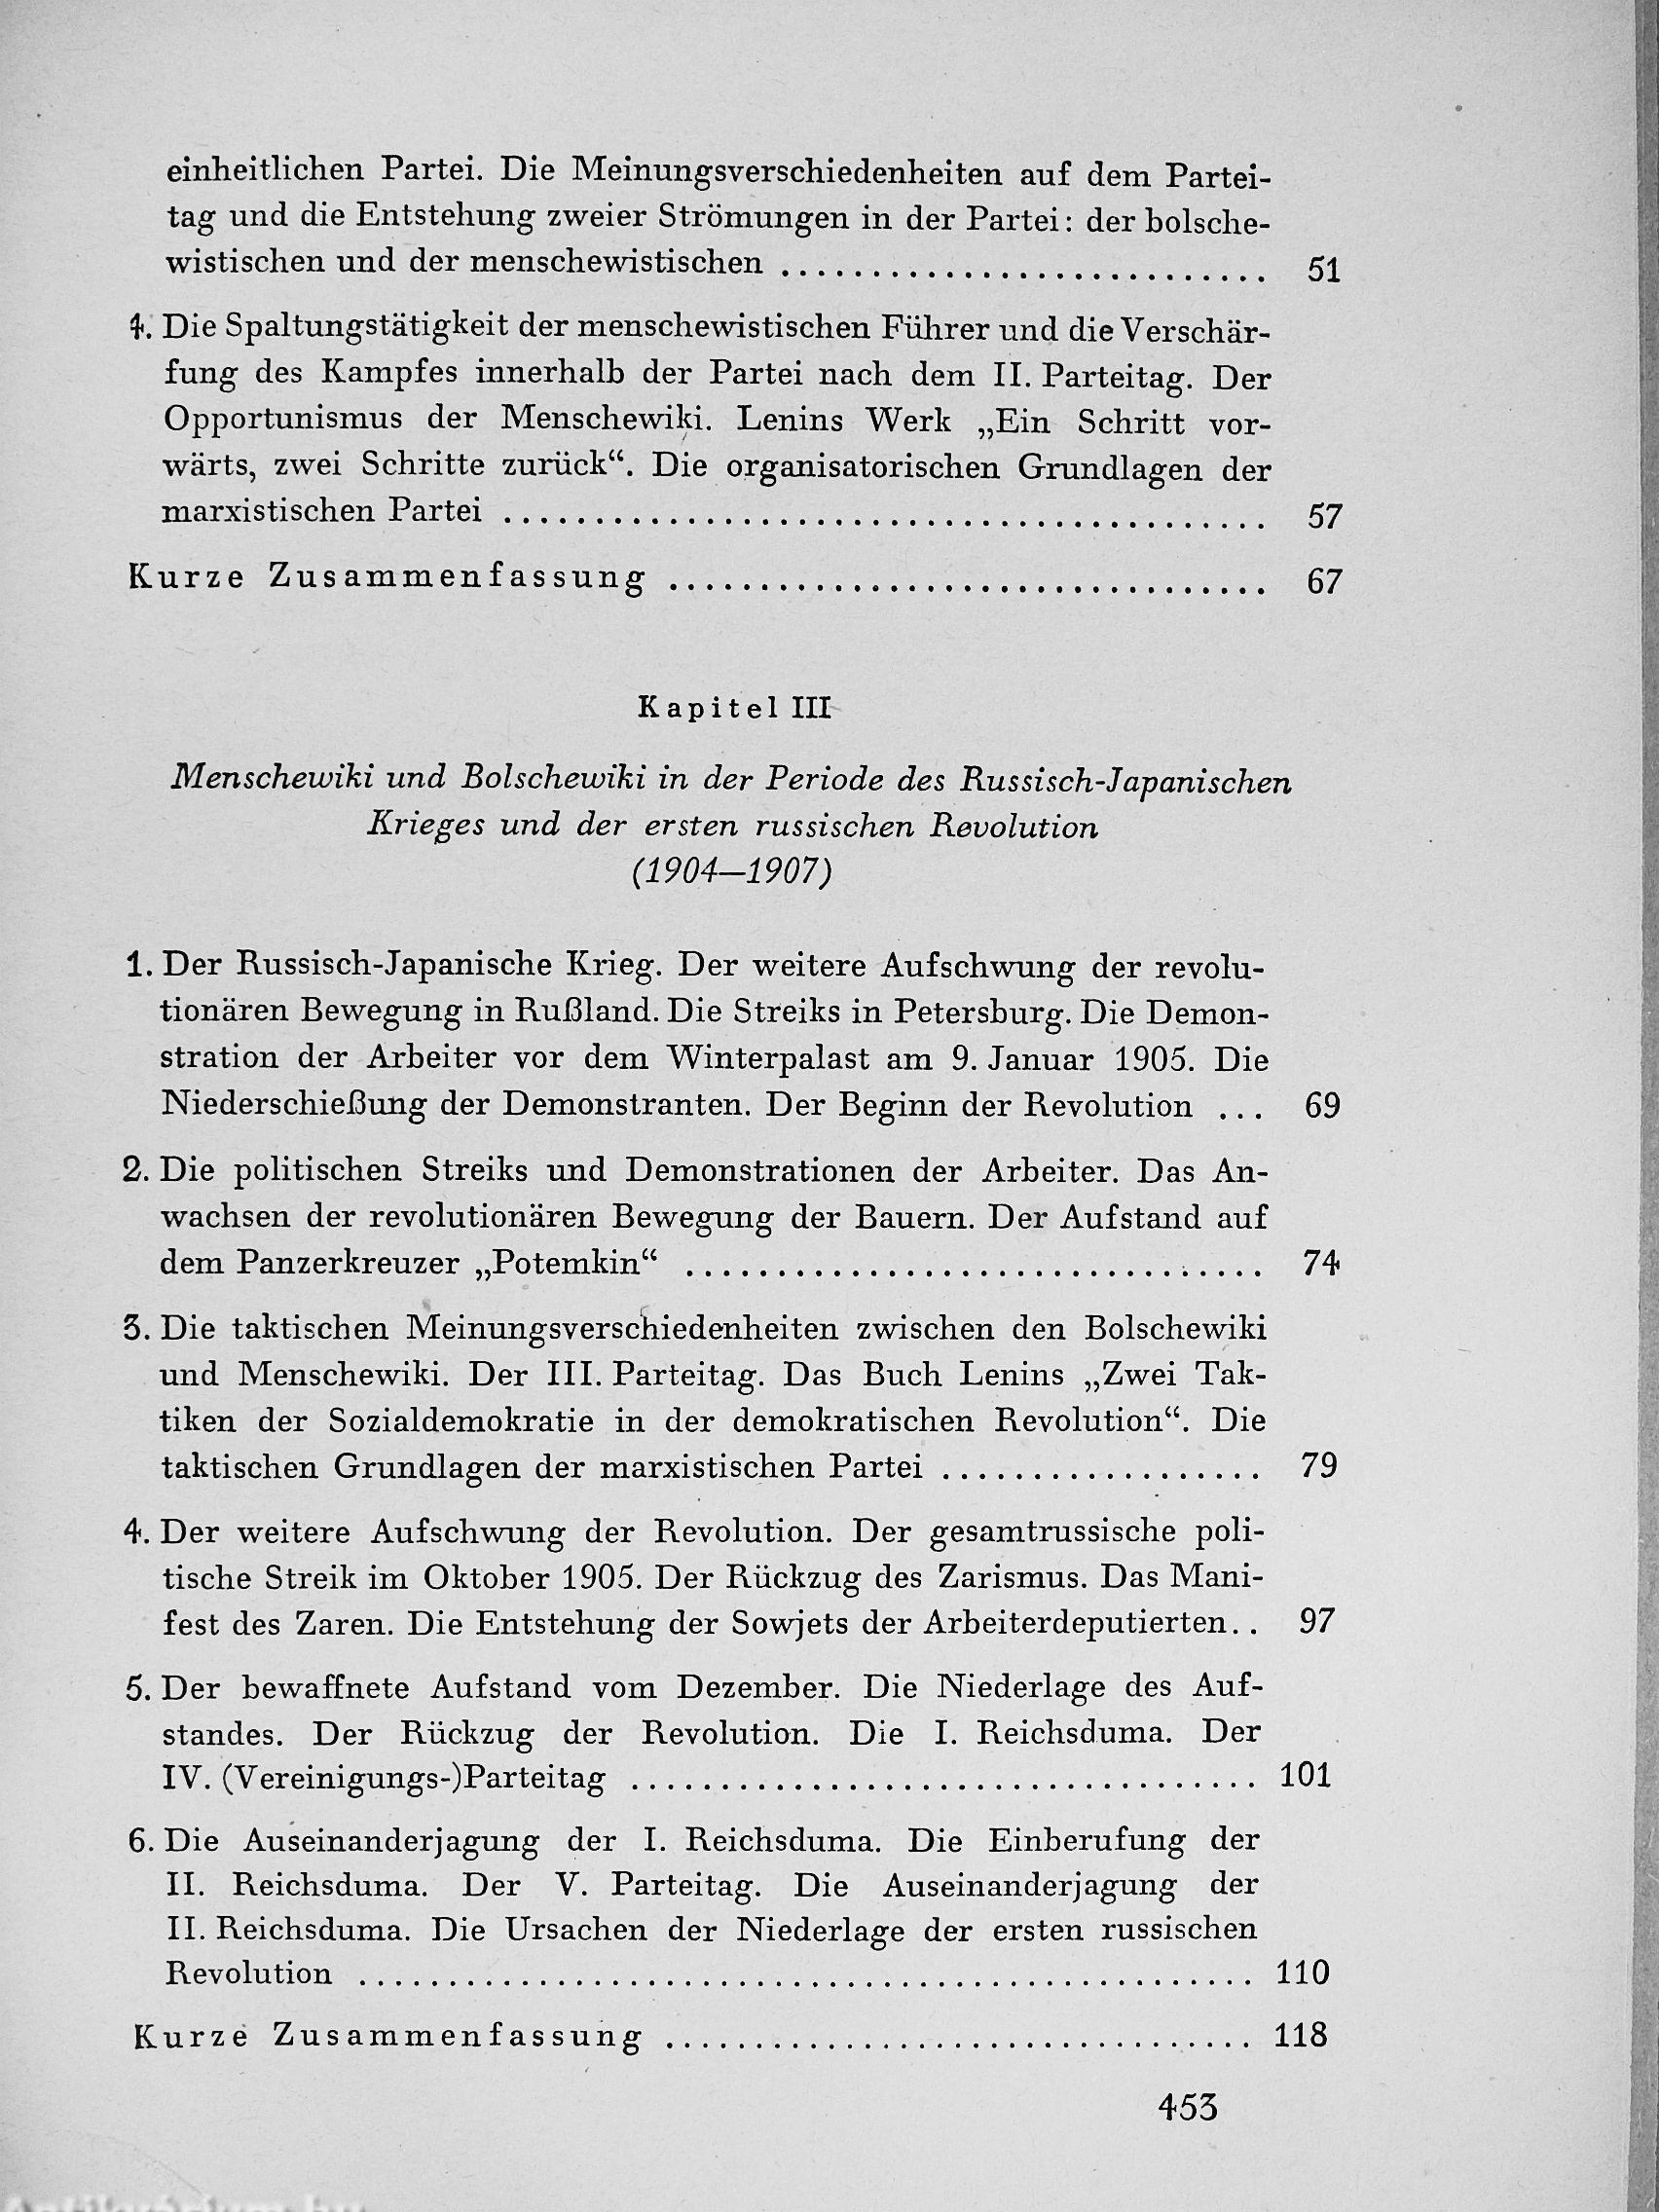 einheitlichen Partei. Die Meinungsverschiedenheiten auf dem Partei-
tag und die Entstehung zweier Strömungen in der Partei: der bolsche-
wistischen und der menschewistischen ........................... 51
4. Die Spaltungstätigkeit der menschewistischen Führer und die Verschär-
fung des Kampfes innerhalb der Partei nach dem II. Parteitag. Der
Opportunismus der Menschewiki. Lenins Werk „Ein Schritt vor-
wärts, zwei Schritte zurück“. Die organisatorischen Grundlagen der
marxistischen Partei .......................................... 57
Kurze Zusammenfassung ................................. 67
Kapitel III
Menschewiki und Bolschewiki in der Periode des Russisch-Japanischen
Krieges und der ersten russischen Revolution
(1904—1907)
1. Der Russisch-Japanische Krieg. Der weitere Aufschwung der revolu-
tionären Bewegung in Rußland. Die Streiks in Petersburg. Die Demon-
stration der Arbeiter vor dem Winterpalast am 9. Januar 1905. Die
Niederschießung der Demonstranten. Der Beginn der Revolution ... 69
2. Die politischen Streiks und Demonstrationen der Arbeiter. Das An-
wachsen der revolutionären Bewegung der Bauern. Der Aufstand auf
dem Panzerkreuzer „Potemkin“ ................................ 74
3. Die taktischen Meinungsverschiedenheiten zwischen den Bolschewiki
und Menschewiki. Der III. Parteitag. Das Buch Lenins „Zwei Tak-
tiken der Sozialdemokratie in der demokratischen Revolution“. Die
taktischen Grundlagen der marxistischen Partei .................. 79
4. Der weitere Aufschwung der Revolution. Der gesamtrussische poli-
tische Streik im Oktober 1905. Der Rückzug des Zarismus. Das Mani-
fest des Zaren. Die Entstehung der Sowjets der Arbeiterdeputierten.. 97
5. Der bewaffnete Aufstand vom Dezember. Die Niederlage des Auf-
standes. Der Rückzug der Revolution. Die I. Reichsduma. Der
IV. (Vereinigungs-)Parteitag ................................... 101
6. Die Auseinanderjagung der I. Reichsduma. Die Einberufung der
II. Reichsduma. Der V. Parteitag. Die Auseinanderjagung der
II. Reichsduma. Die Ursachen der Niederlage der ersten russischen
Revolution .................................................. 110
Kurze Zusammenfassung ................................. 118
453